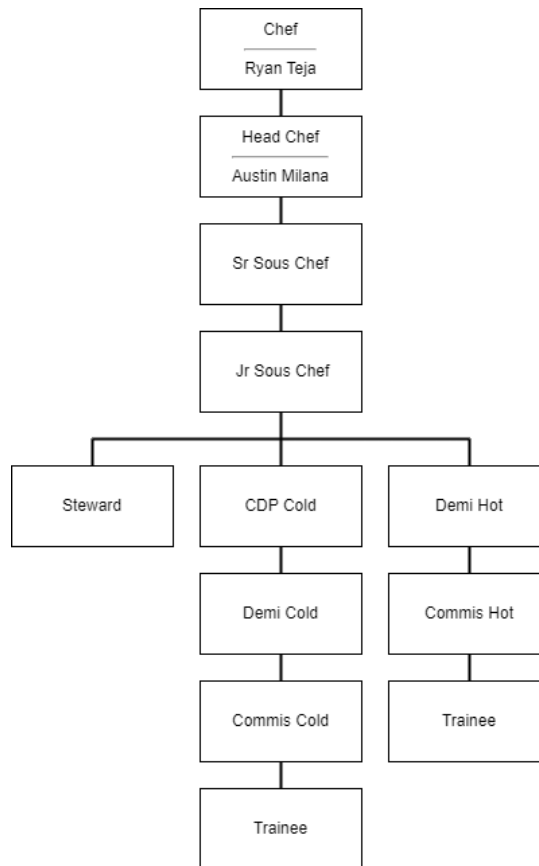 Chef
Ryan Teja
Head Chef
Austin Milana
Sr Sous Chef
Jr Sous Chef
Steward
CDP Cold
Demi Hot
Demi Cold
Commis Hot
Commis Cold
Trainee
Trainee